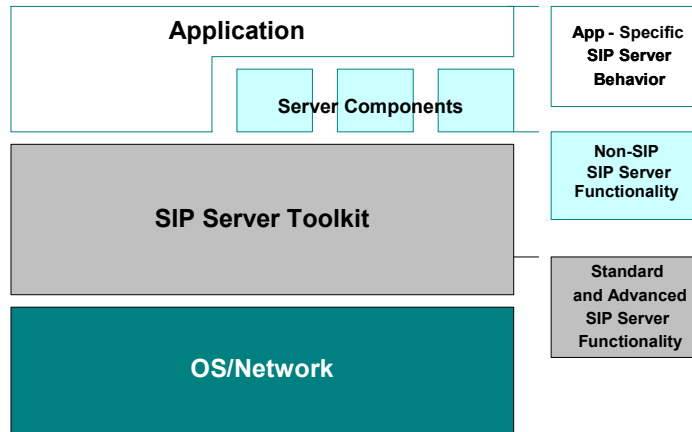 Application
App - Specific
SIP Server
Behavior
Server Components
Non-SIP
SIP Server
Functionality
SIP Server Toolkit
Standard
and Advanced
SIP Server
Functionality
OS/Network